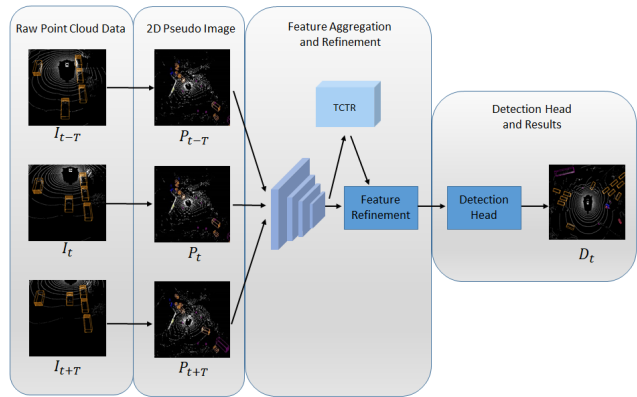 Raw Point Cloud Data
2D Pseudo Image
Feature Aggregation
and Refinement
Detection Head
and Results
I_{t-T}
P_{t-T}
TCTR
I_t
P_t
Feature
Refinement
Detection
Head
D_t
I_{t+T}
P_{t+T}